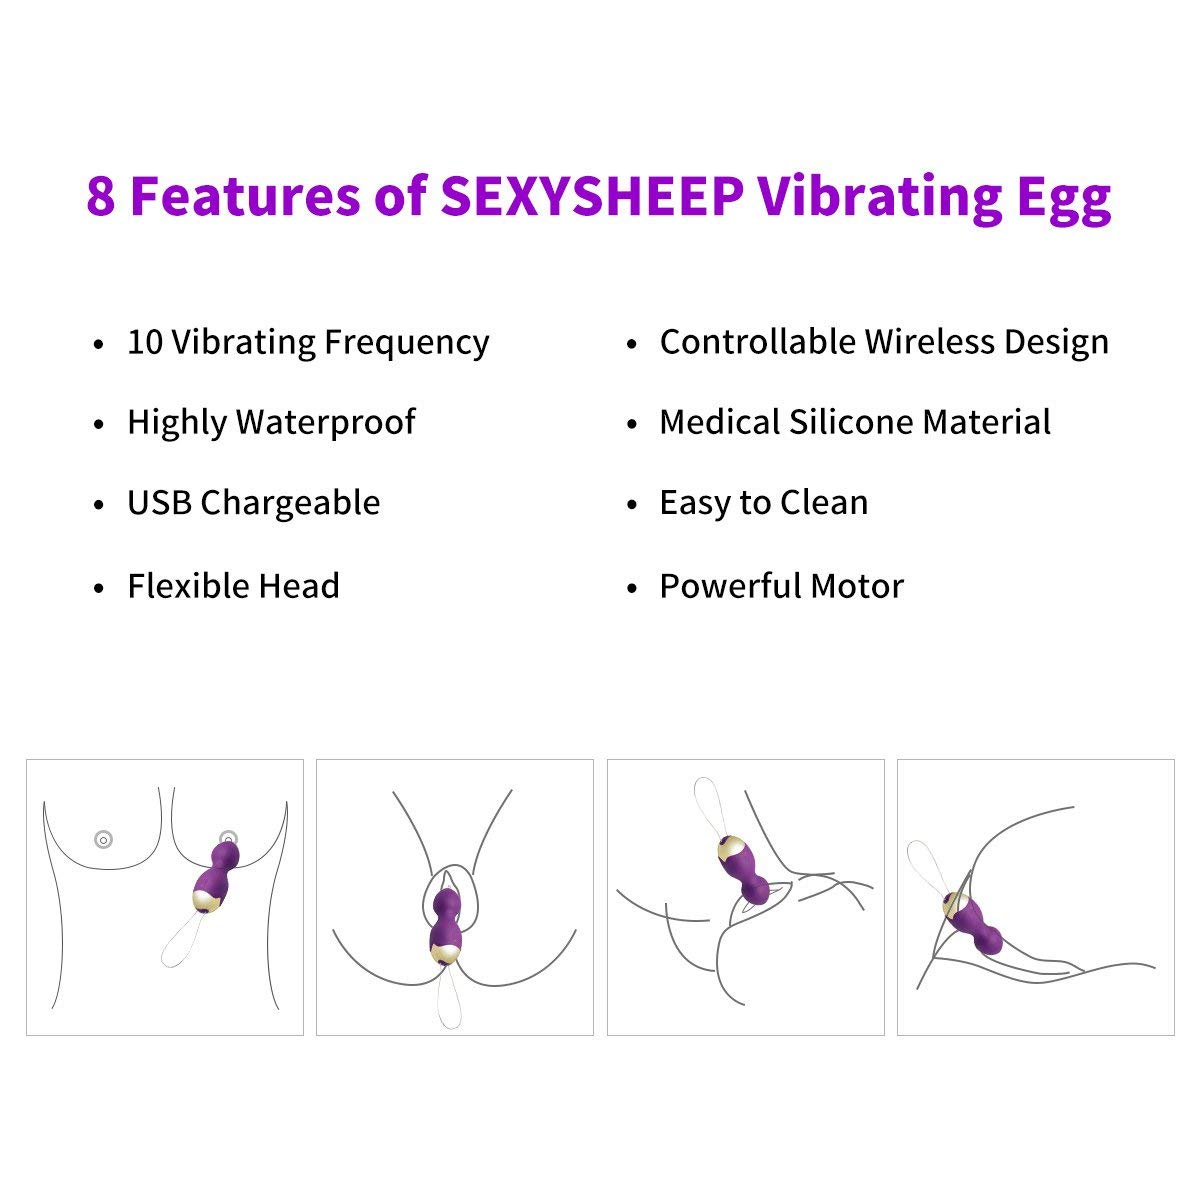 8 Features of SEXYSHEEP Vibrating Egg
• 10 Vibrating Frequency
• Highly Waterproof
• USB Chargeable
• Flexible Head
• Controllable Wireless Design
• Medical Silicone Material
• Easy to Clean
• Powerful Motor